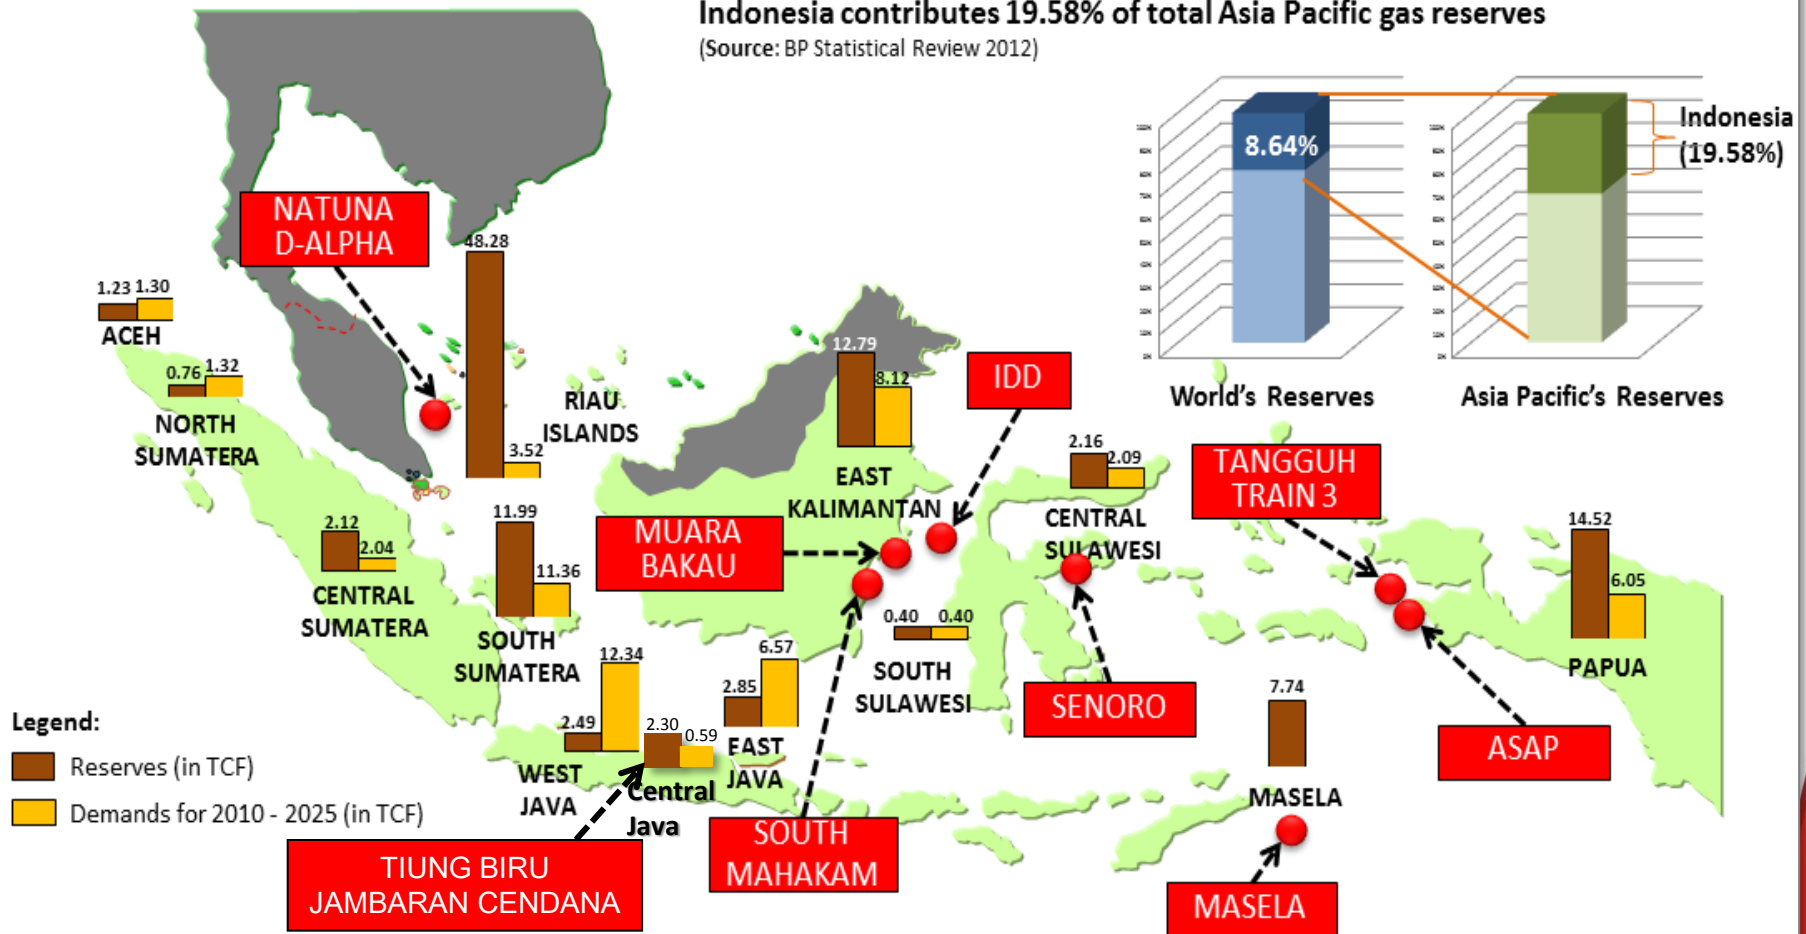 Indonesia contributes 19.58% of total Asia Pacific gas reserves
(Source: BP Statistical Review 2012)
8.64%
Indonesia
(19.58%)
World's Reserves
Asia Pacific's Reserves
NATUNA
D-ALPHA
48.28
3.52
RIAU
ISLANDS
1.23 1.30
ACEH
0.76 1.32
NORTH
SUMATERA
12.79
8.12
EAST
KALIMANTAN
IDD
2.16
2.09
CENTRAL
SULAWESI
TANGGUH
TRAIN 3
14.52
6.05
PAPUA
MUARA
BAKAU
2.12
2.04
CENTRAL
SUMATERA
11.99
11.36
SOUTH
SUMATERA
0.40 0.40
SOUTH
SULAWESI
SENORO
ASAP
7.74
MASELA
MASELA
12.34
2.49
WEST
JAVA
2.30
0.59
Central
Java
6.57
2.85
EAST
JAVA
SOUTH
MAHAKAM
TIUNG BIRU
JAMBARAN CENDANA
Legend:
Reserves (in TCF)
Demands for 2010 - 2025 (in TCF)